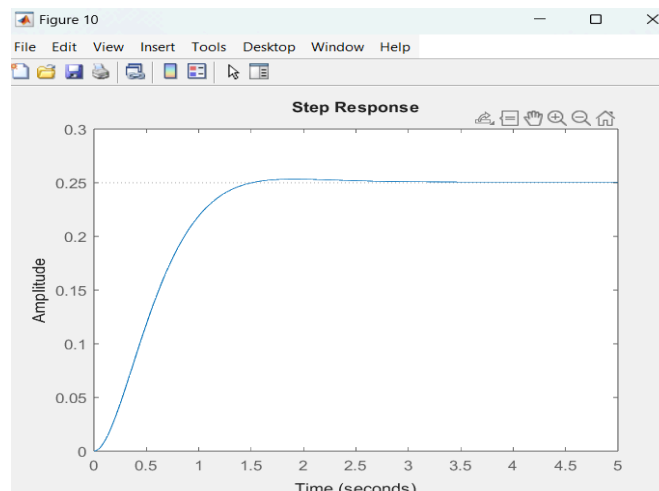 Figure 10
File Edit View Insert Tools Desktop Window Help
Step Response
0.3
0.25
0.2
0.15
0.1
0.05
0
Amplitude
0 0.5 1 1.5 2 2.5 3 3.5 4 4.5 5
Time (seconds)